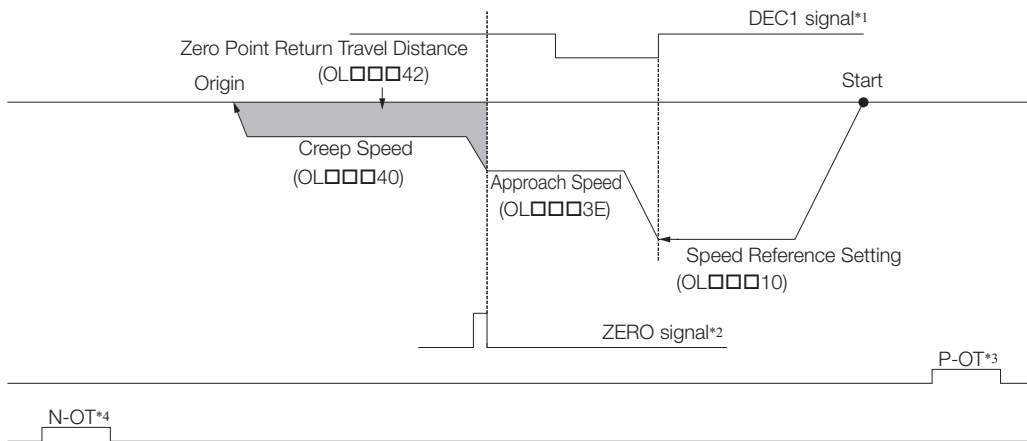 DEC1 signal*1
Zero Point Return Travel Distance
(OL□□□42)
Origin
Start
Creep Speed
(OL□□□40)
Approach Speed
(OL□□□3E)
Speed Reference Setting
(OL□□□10)
ZERO signal*2
P-OT*3
N-OT*4